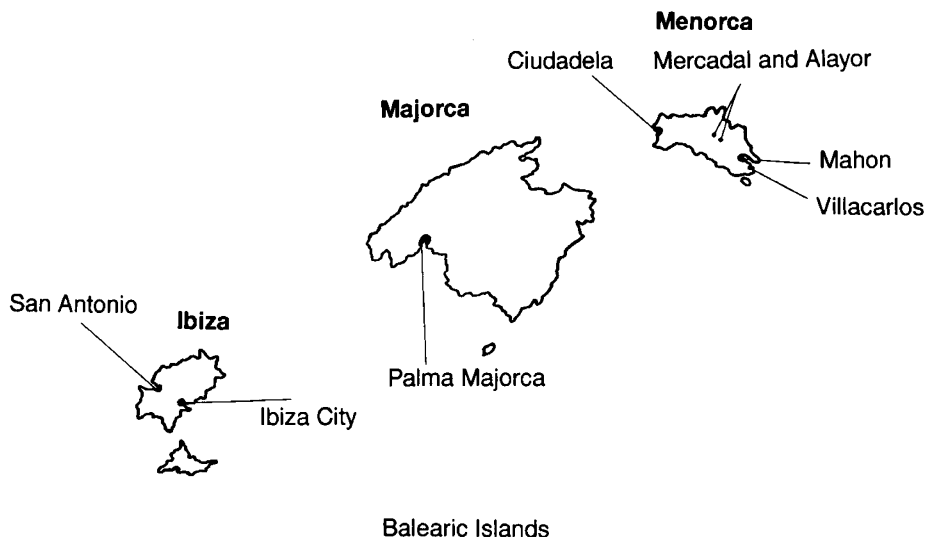 Menorca
Ciudadela
Mercadal and Alayor
Majorca
Mahon
Villacarlos
San Antonio
Ibiza
Palma Majorca
Ibiza City
Balearic Islands